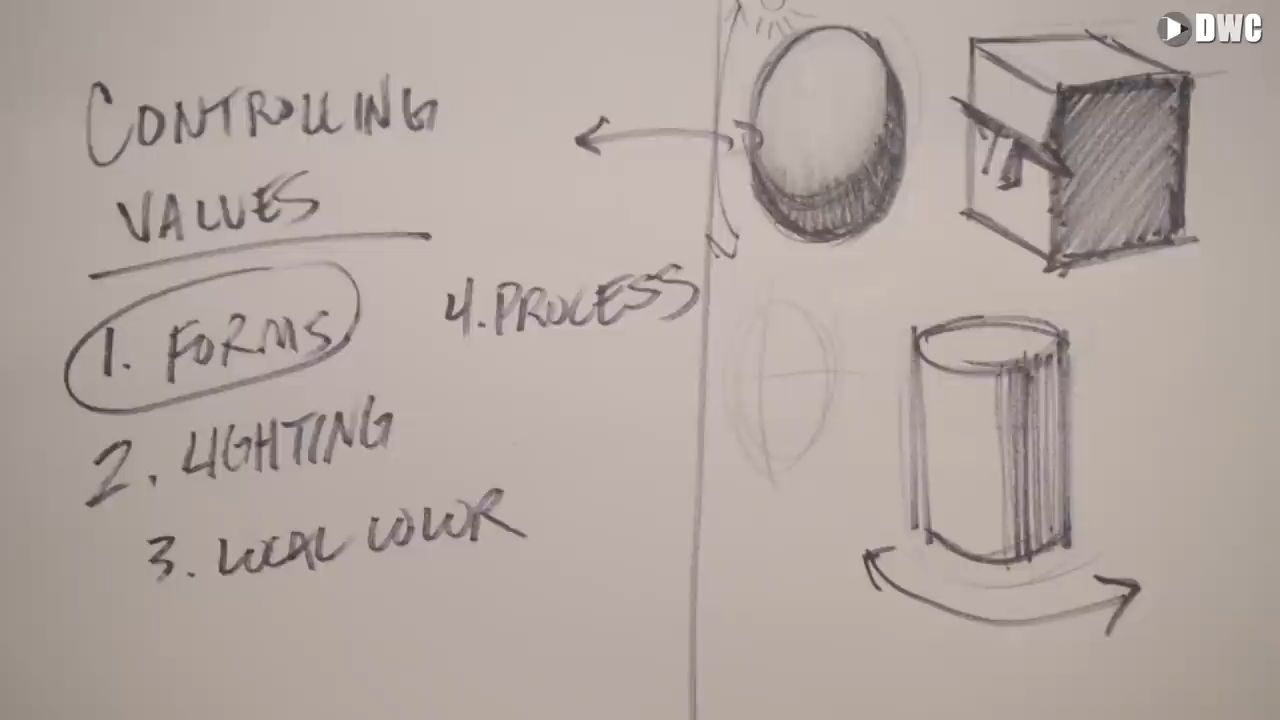 CONTROLLING
VALUES
1. FORMS
2. LIGHTING
3. LOCAL COLOR
4. PROCESS
DWC